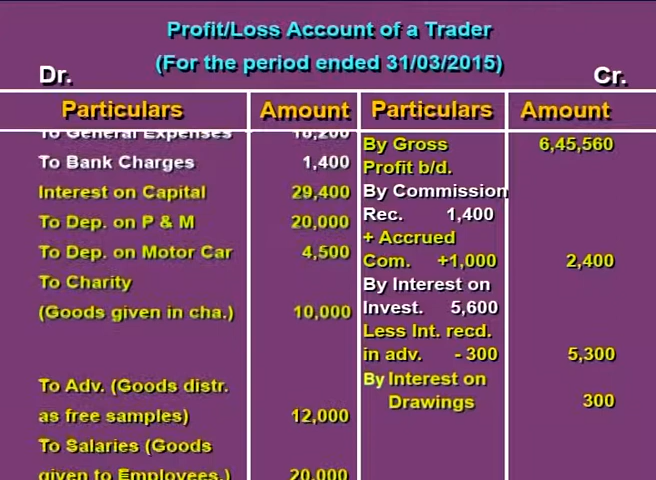 Profit/Loss Account of a Trader
(For the period ended 31/03/2015)
Dr.
Cr.
Particulars
Amount
Particulars
Amount
To General Expenses 18,200
To Bank Charges 1,400
Interest on Capital 29,400
To Dep. on P & M 20,000
To Dep. on Motor Car 4,500
To Charity
(Goods given in cha.) 10,000
To Adv. (Goods distr.
as free samples) 12,000
To Salaries (Goods
given to Employees.) 20,000
By Gross 6,45,560
Profit b/d.
By Commission
Rec. 1,400
+ Accrued
Com. +1,000 2,400
By Interest on
Invest. 5,600
Less Int. recd.
in adv. - 300 5,300
By Interest on
Drawings 300